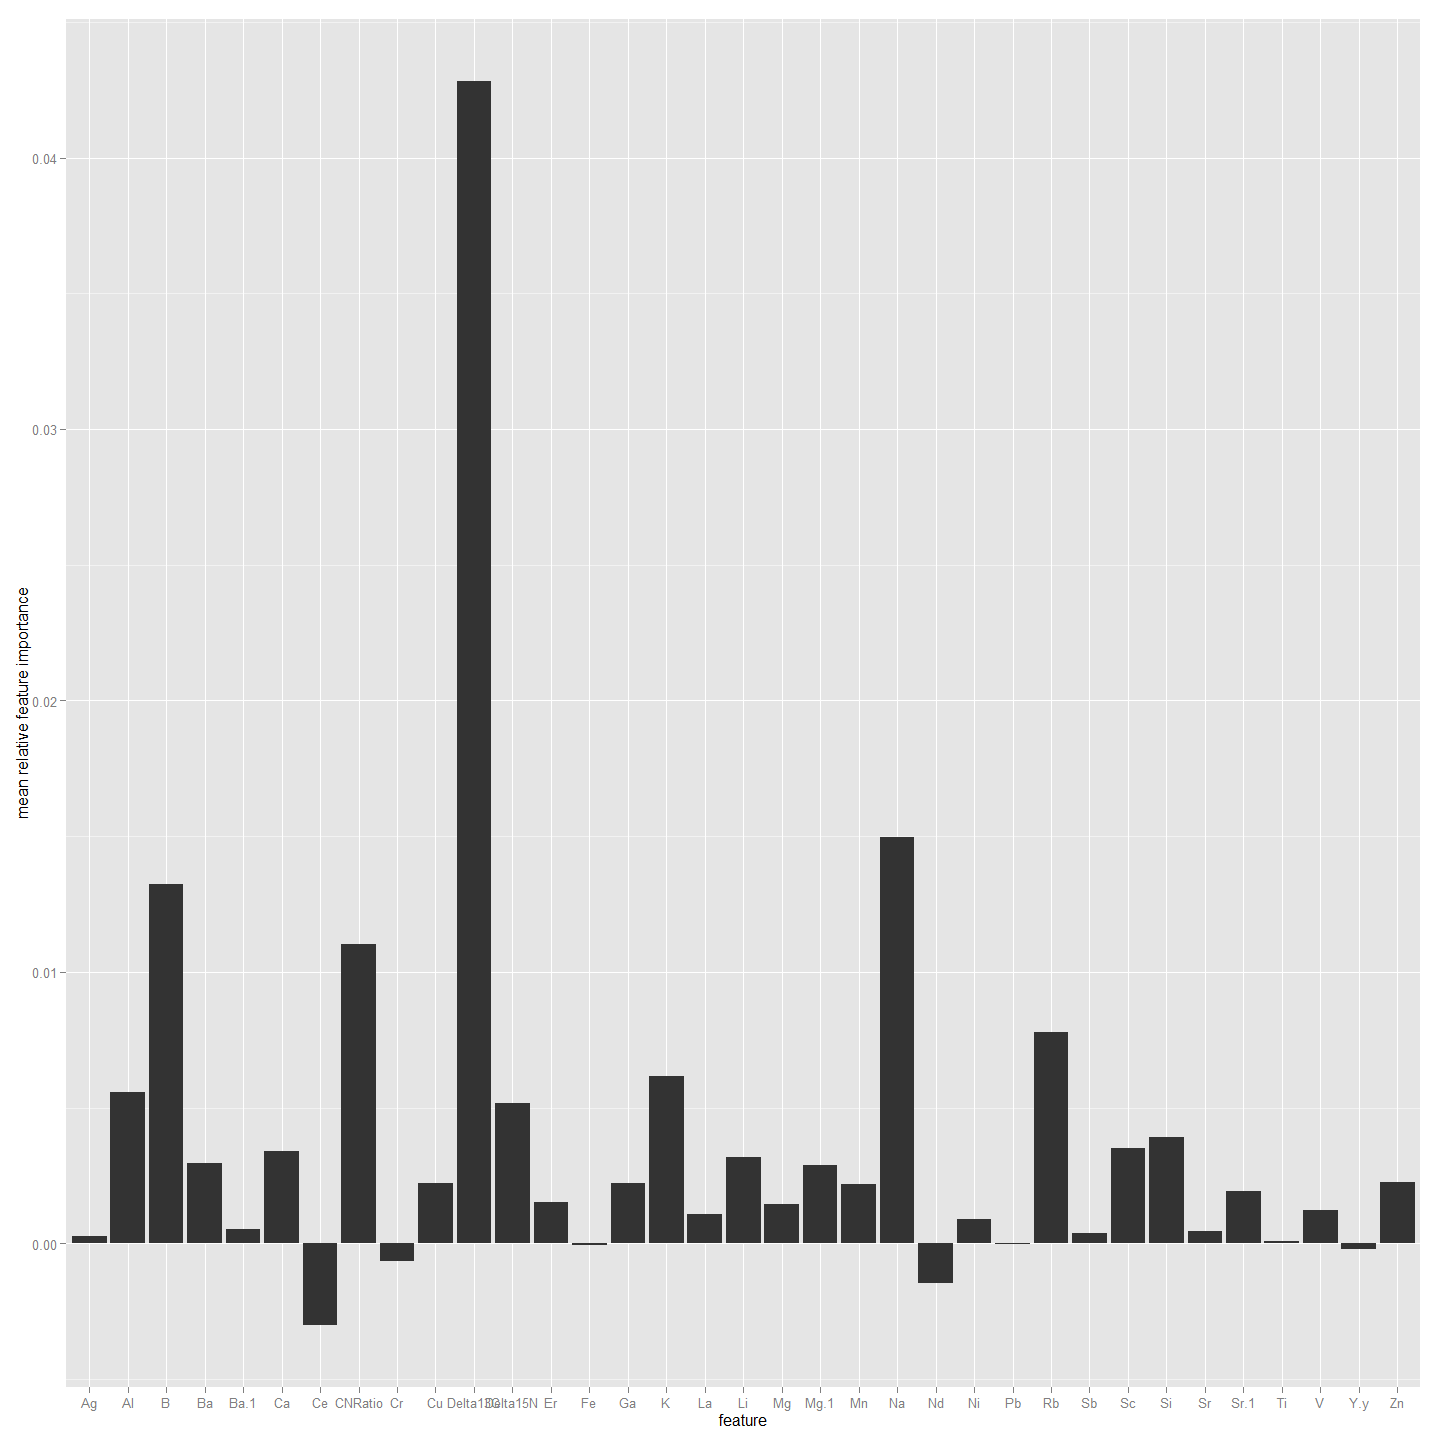 mean relative feature importance
0.04
0.03
0.02
0.01
0.00
Ag Al B Ba Ba.1 Ca Ce CNRatio Cr Cu Delta13C Delta15N Er Fe Ga K La Li Mg Mg.1 Mn Na Nd Ni Pb Rb Sb Sc Si Sr Sr.1 Ti V Y.y Zn
feature